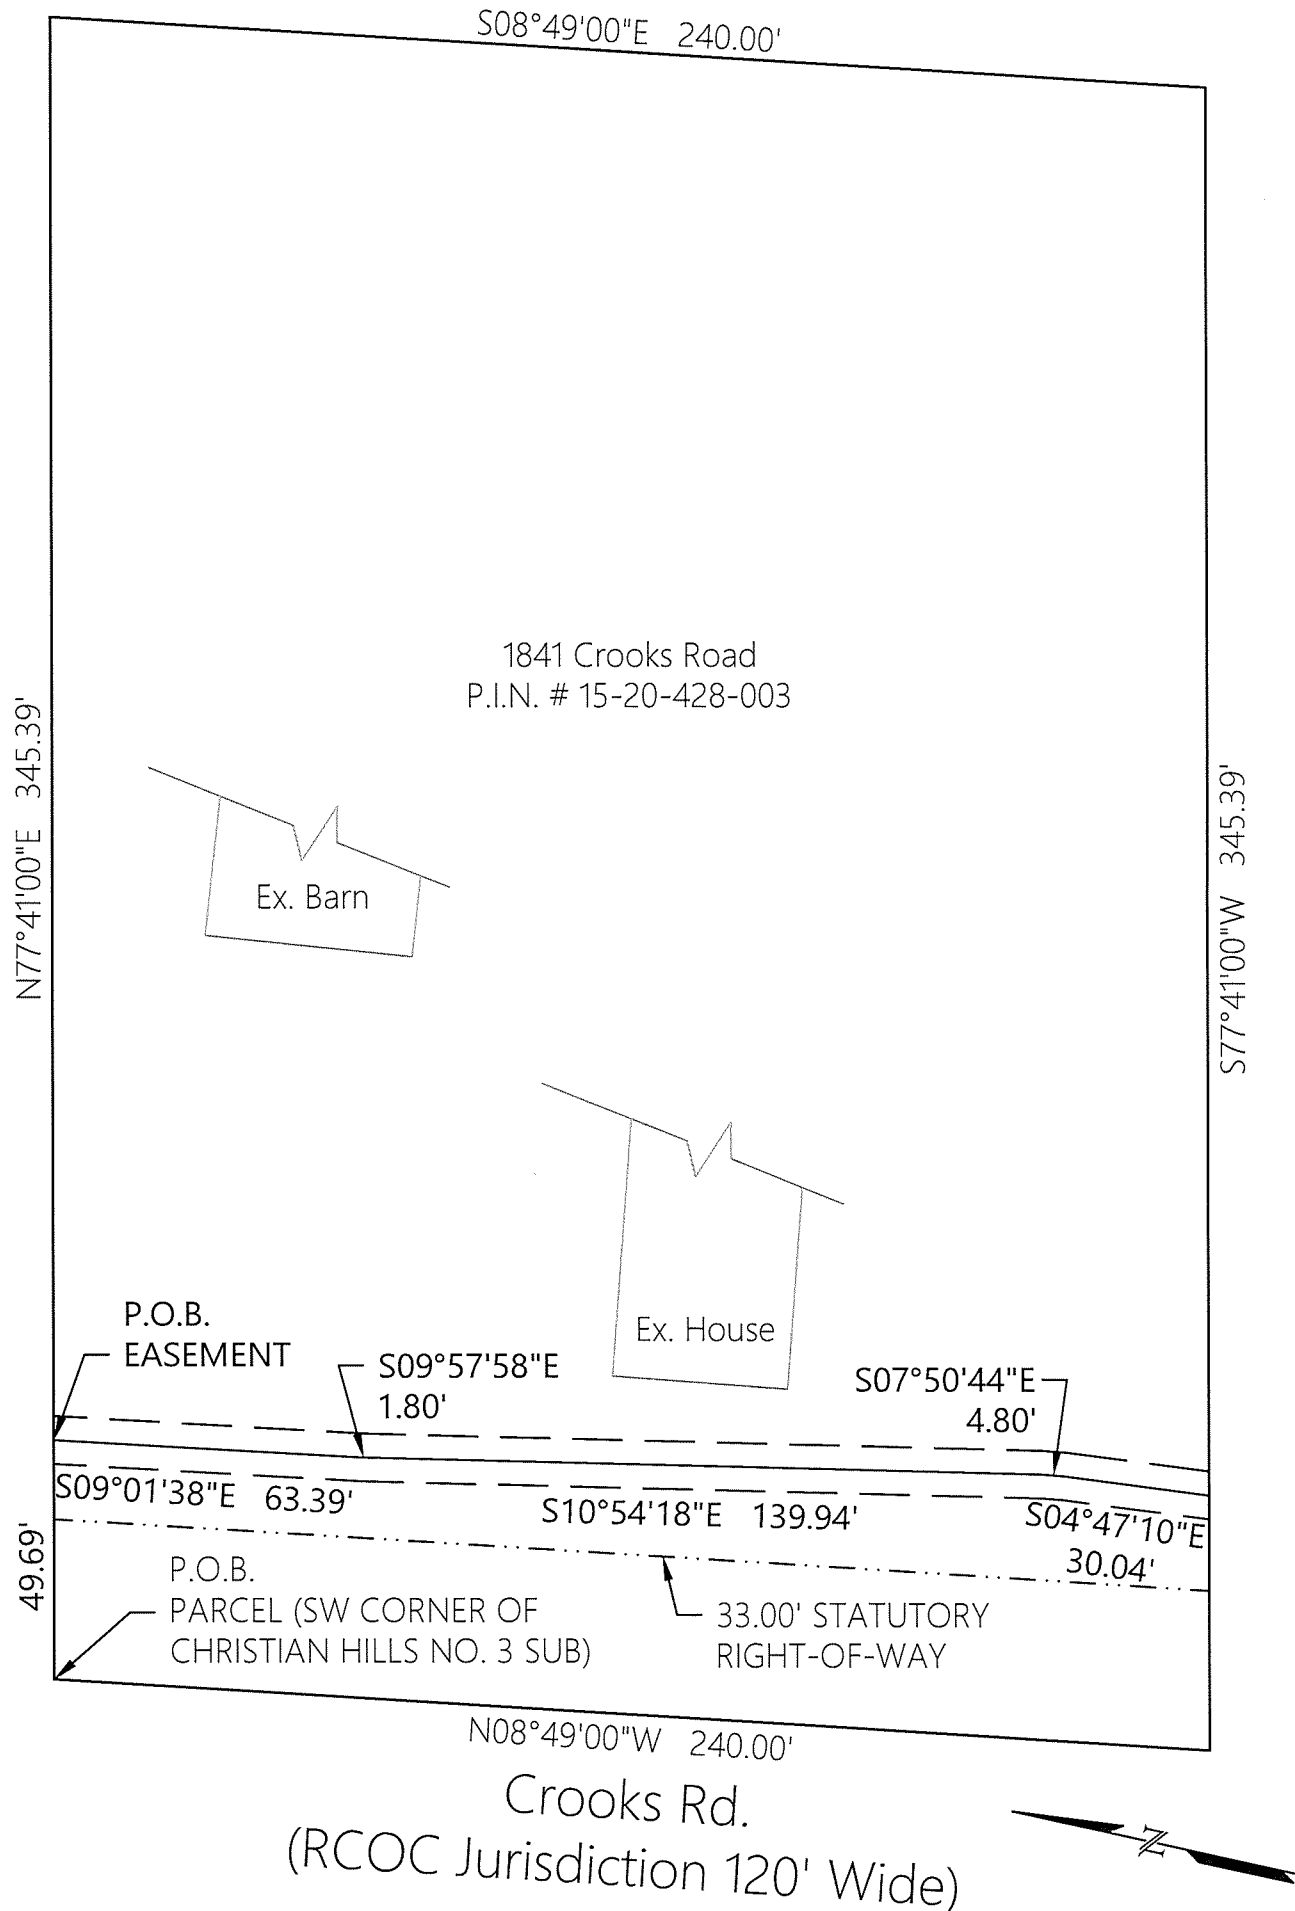 S08°49'00"E 240.00'
1841 Crooks Road
P.I.N. # 15-20-428-003
N77°41'00"E 345.39'
S77°41'00"W 345.39'
Ex. Barn
Ex. House
P.O.B.
EASEMENT
S09°57'58"E
1.80'
S07°50'44"E
4.80'
S09°01'38"E 63.39'
S10°54'18"E 139.94'
S04°47'10"E
30.04'
49.69'
P.O.B.
PARCEL (SW CORNER OF
CHRISTIAN HILLS NO. 3 SUB)
33.00' STATUTORY
RIGHT-OF-WAY
N08°49'00"W 240.00'
Crooks Rd.
(RCOC Jurisdiction 120' Wide)
N